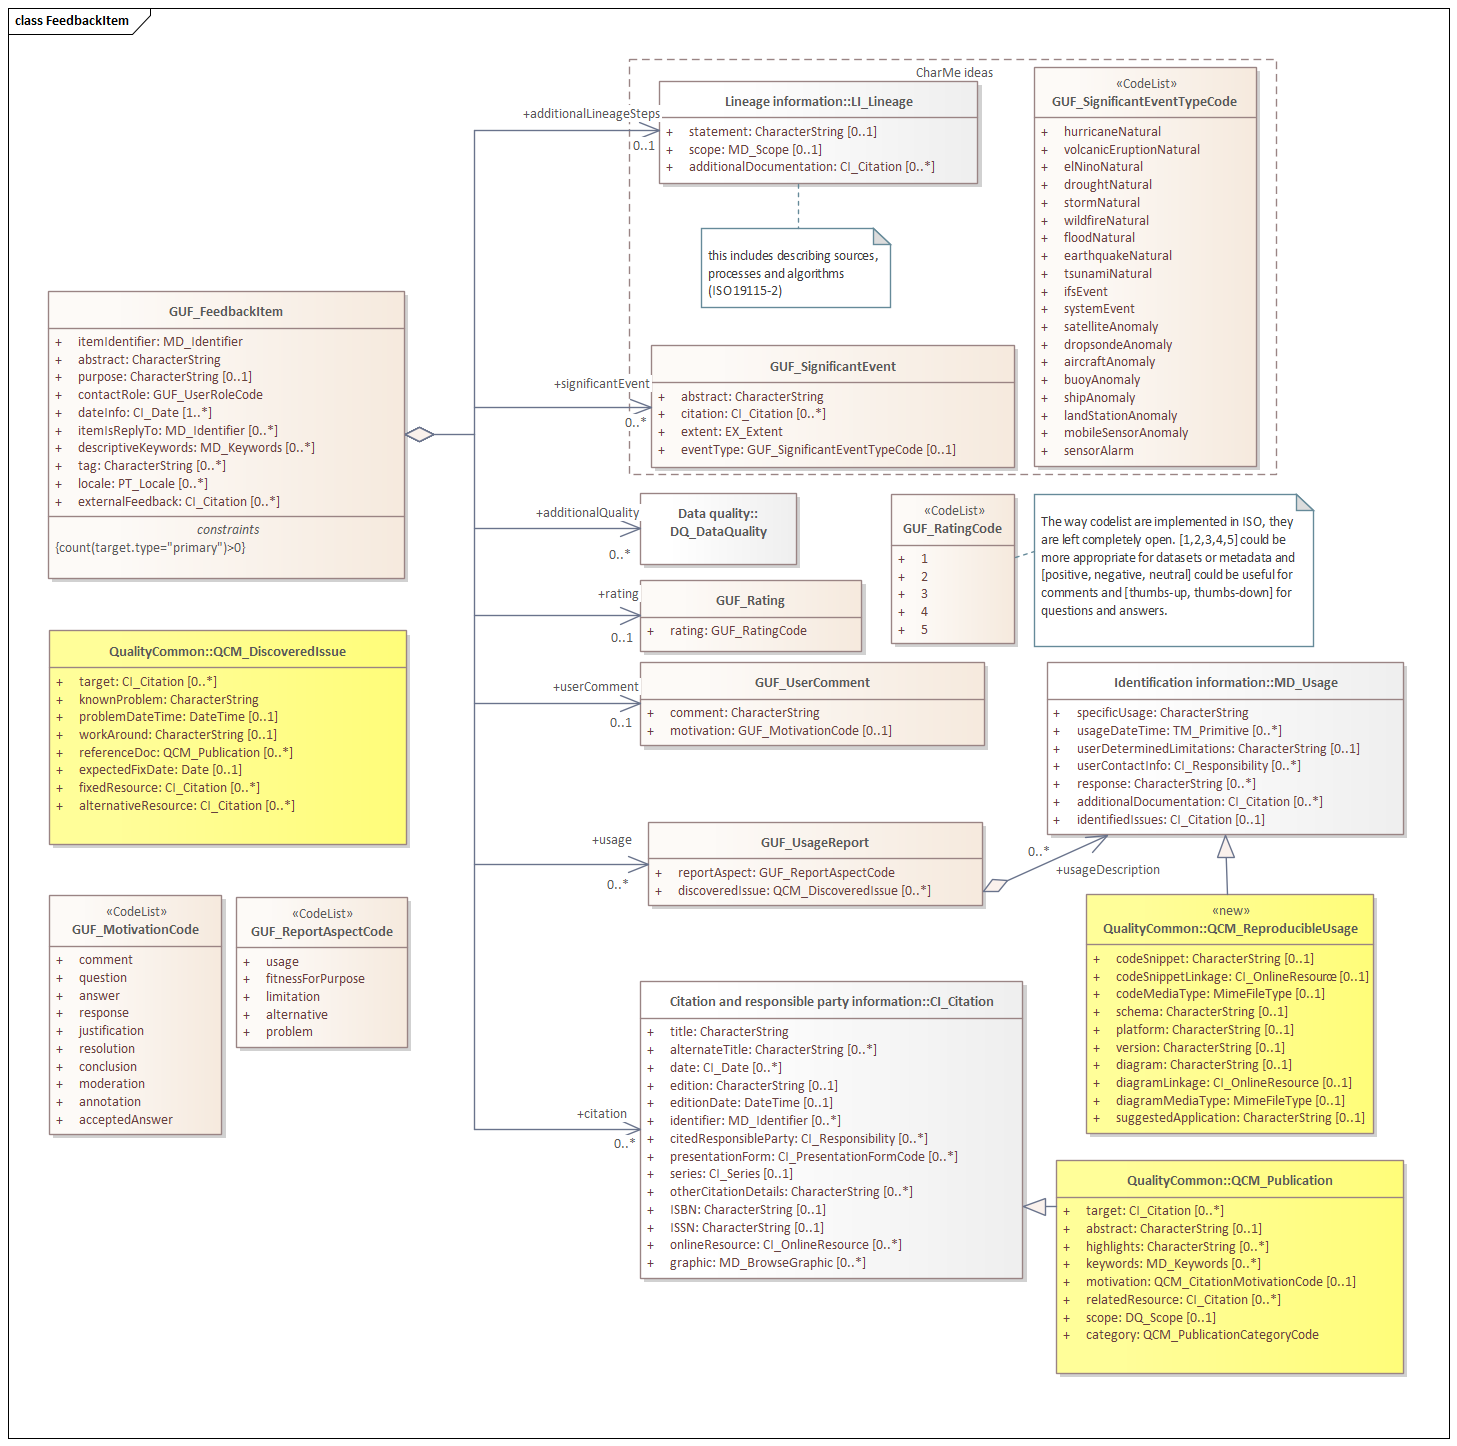 class FeedbackItem
CharMe ideas
+additionalLineageSteps
0..1
Lineage information::LI_Lineage
+ statement: CharacterString [0..1]
+ scope: MD_Scope [0..1]
+ additionalDocumentation: CI_Citation [0..*]
this includes describing sources,
processes and algorithms
(ISO19115-2)
«CodeList»
GUF_SignificantEventTypeCode
+ hurricaneNatural
+ volcanicEruptionNatural
+ elNinoNatural
+ droughtNatural
+ stormNatural
+ wildfireNatural
+ floodNatural
+ earthquakeNatural
+ tsunamiNatural
+ ifsEvent
+ systemEvent
+ satelliteAnomaly
+ dropsondeAnomaly
+ aircraftAnomaly
+ buoyAnomaly
+ shipAnomaly
+ landStationAnomaly
+ mobileSensorAnomaly
+ sensorAlarm
GUF_FeedbackItem
+ itemIdentifier: MD_Identifier
+ abstract: CharacterString
+ purpose: CharacterString [0..1]
+ contactRole: GUF_UserRoleCode
+ dateInfo: CI_Date [1..*]
+ itemIsReplyTo: MD_Identifier [0..*]
+ descriptiveKeywords: MD_Keywords [0..*]
+ tag: CharacterString [0..*]
+ locale: PT_Locale [0..*]
+ externalFeedback: CI_Citation [0..*]
constraints
{count(target.type="primary")>0}
+significantEvent
0..*
GUF_SignificantEvent
+ abstract: CharacterString
+ citation: CI_Citation [0..*]
+ extent: EX_Extent
+ eventType: GUF_SignificantEventTypeCode [0..1]
+additionalQuality
0..*
Data quality::
DQ_DataQuality
«CodeList»
GUF_RatingCode
+ 1
+ 2
+ 3
+ 4
+ 5
The way codelist are implemented in ISO, they
are left completely open. [1,2,3,4,5] could be
more appropriate for datasets or metadata and
[positive, negative, neutral] could be useful for
comments and [thumbs-up, thumbs-down] for
questions and answers.
+rating
0..1
GUF_Rating
+ rating: GUF_RatingCode
QualityCommon::QCM_DiscoveredIssue
+ target: CI_Citation [0..*]
+ knownProblem: CharacterString
+ problemDateTime: DateTime [0..1]
+ workAround: CharacterString [0..1]
+ referenceDoc: QCM_Publication [0..*]
+ expectedFixDate: Date [0..1]
+ fixedResource: CI_Citation [0..*]
+ alternativeResource: CI_Citation [0..*]
+userComment
0..1
GUF_UserComment
+ comment: CharacterString
+ motivation: GUF_MotivationCode [0..1]
Identification information::MD_Usage
+ specificUsage: CharacterString
+ usageDateTime: TM_Primitive [0..*]
+ userDeterminedLimitations: CharacterString [0..1]
+ userContactInfo: CI_Responsibility [0..*]
+ response: CharacterString [0..*]
+ additionalDocumentation: CI_Citation [0..*]
+ identifiedIssues: CI_Citation [0..1]
+usage
0..*
GUF_UsageReport
+ reportAspect: GUF_ReportAspectCode
+ discoveredIssue: QCM_DiscoveredIssue [0..*]
0..*
+usageDescription
«CodeList»
GUF_MotivationCode
+ comment
+ question
+ answer
+ response
+ justification
+ resolution
+ conclusion
+ moderation
+ annotation
+ acceptedAnswer
«CodeList»
GUF_ReportAspectCode
+ usage
+ fitnessForPurpose
+ limitation
+ alternative
+ problem
«new»
QualityCommon::QCM_ReproducibleUsage
+ codeSnippet: CharacterString [0..1]
+ codeSnippetLinkage: CI_OnlineResource [0..1]
+ codeMediaType: MimeFileType [0..1]
+ schema: CharacterString [0..1]
+ platform: CharacterString [0..1]
+ version: CharacterString [0..1]
+ diagram: CharacterString [0..1]
+ diagramLinkage: CI_OnlineResource [0..1]
+ diagramMediaType: MimeFileType [0..1]
+ suggestedApplication: CharacterString [0..1]
+citation
0..*
Citation and responsible party information::CI_Citation
+ title: CharacterString
+ alternateTitle: CharacterString [0..*]
+ date: CI_Date [0..*]
+ edition: CharacterString [0..1]
+ editionDate: DateTime [0..1]
+ identifier: MD_Identifier [0..*]
+ citedResponsibleParty: CI_Responsibility [0..*]
+ presentationForm: CI_PresentationFormCode [0..*]
+ series: CI_Series [0..1]
+ otherCitationDetails: CharacterString [0..*]
+ ISBN: CharacterString [0..1]
+ ISSN: CharacterString [0..1]
+ onlineResource: CI_OnlineResource [0..*]
+ graphic: MD_BrowseGraphic [0..*]
QualityCommon::QCM_Publication
+ target: CI_Citation [0..*]
+ abstract: CharacterString [0..1]
+ highlights: CharacterString [0..*]
+ keywords: MD_Keywords [0..*]
+ motivation: QCM_CitationMotivationCode [0..1]
+ relatedResource: CI_Citation [0..*]
+ scope: DQ_Scope [0..1]
+ category: QCM_PublicationCategoryCode